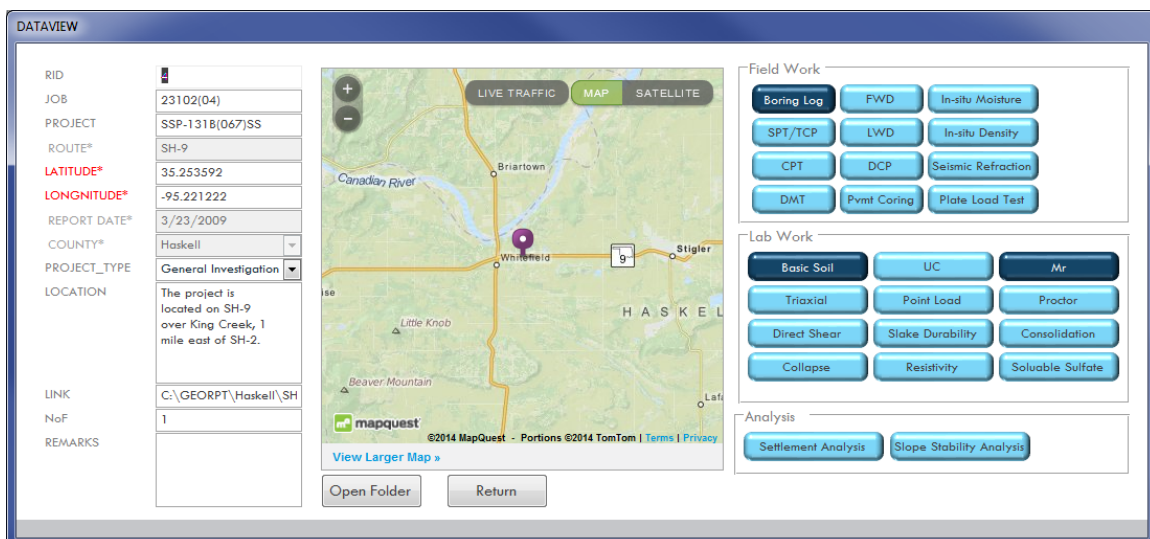 DATAVIEW
RID 4
JOB 23102(04)
PROJECT SSP-131B(067)SS
ROUTE* SH-9
LATITUDE* 35.253592
LONGNITUDE* -95.221222
REPORT DATE* 3/23/2009
COUNTY* Haskell
PROJECT_TYPE General Investigation
LOCATION The project is
located on SH-9
over King Creek, 1
mile east of SH-2.
LINK C:\GEORPT\Haskell\SH
NoF 1
REMARKS
LIVE TRAFFIC MAP SATELLITE
Briartown
Canadian River
Whitefield
9
Stigler
ise
HASKEL
Little Knob
Beaver Mountain
Lafa
mapquest
©2014 MapQuest - Portions ©2014 TomTom | Terms | Privacy
View Larger Map »
Open Folder Return
Field Work
Boring Log FWD In-situ Moisture
SPT/TCP LWD In-situ Density
CPT DCP Seismic Refraction
DMT Pvmt Coring Plate Load Test
Lab Work
Basic Soil UC Mr
Triaxial Point Load Proctor
Direct Shear Slake Durability Consolidation
Collapse Resistivity Soluable Sulfate
Analysis
Settlement Analysis Slope Stability Analysis